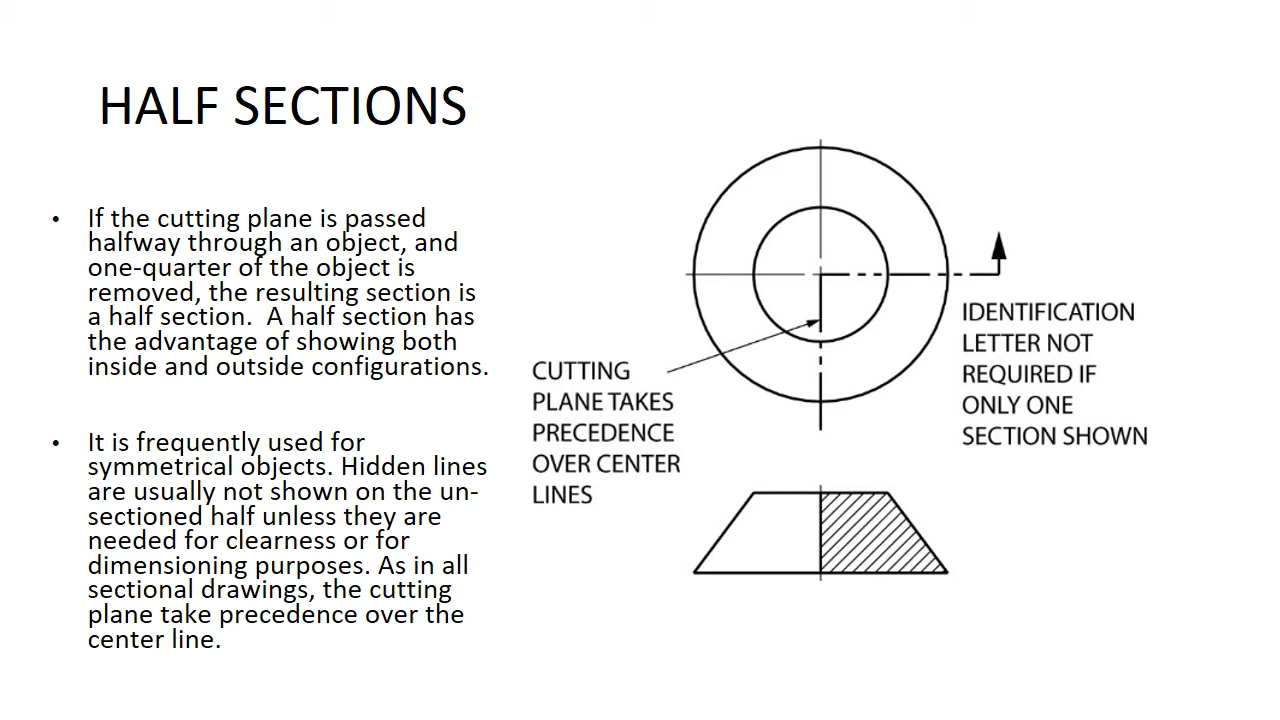 HALF SECTIONS
• If the cutting plane is passed
halfway through an object, and
one-quarter of the object is
removed, the resulting section is
a half section.  A half section has
the advantage of showing both
inside and outside configurations.
• It is frequently used for
symmetrical objects. Hidden lines
are usually not shown on the un-
sectioned half unless they are
needed for clearness or for
dimensioning purposes. As in all
sectional drawings, the cutting
plane take precedence over the
center line.
CUTTING
PLANE TAKES
PRECEDENCE
OVER CENTER
LINES
IDENTIFICATION
LETTER NOT
REQUIRED IF
ONLY ONE
SECTION SHOWN